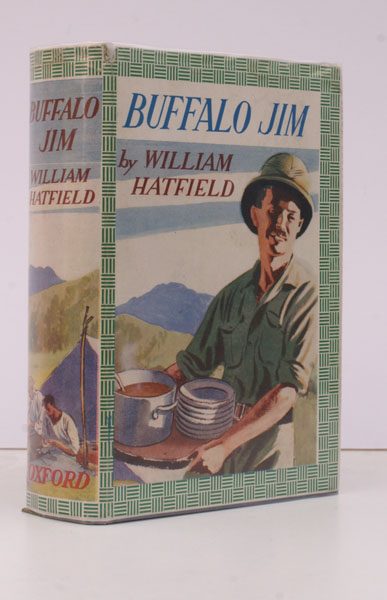 BUFFALO
JIM
WILLIAM
HATFIELD
OXFORD
BUFFALO JIM
by WILLIAM
HATFIELD